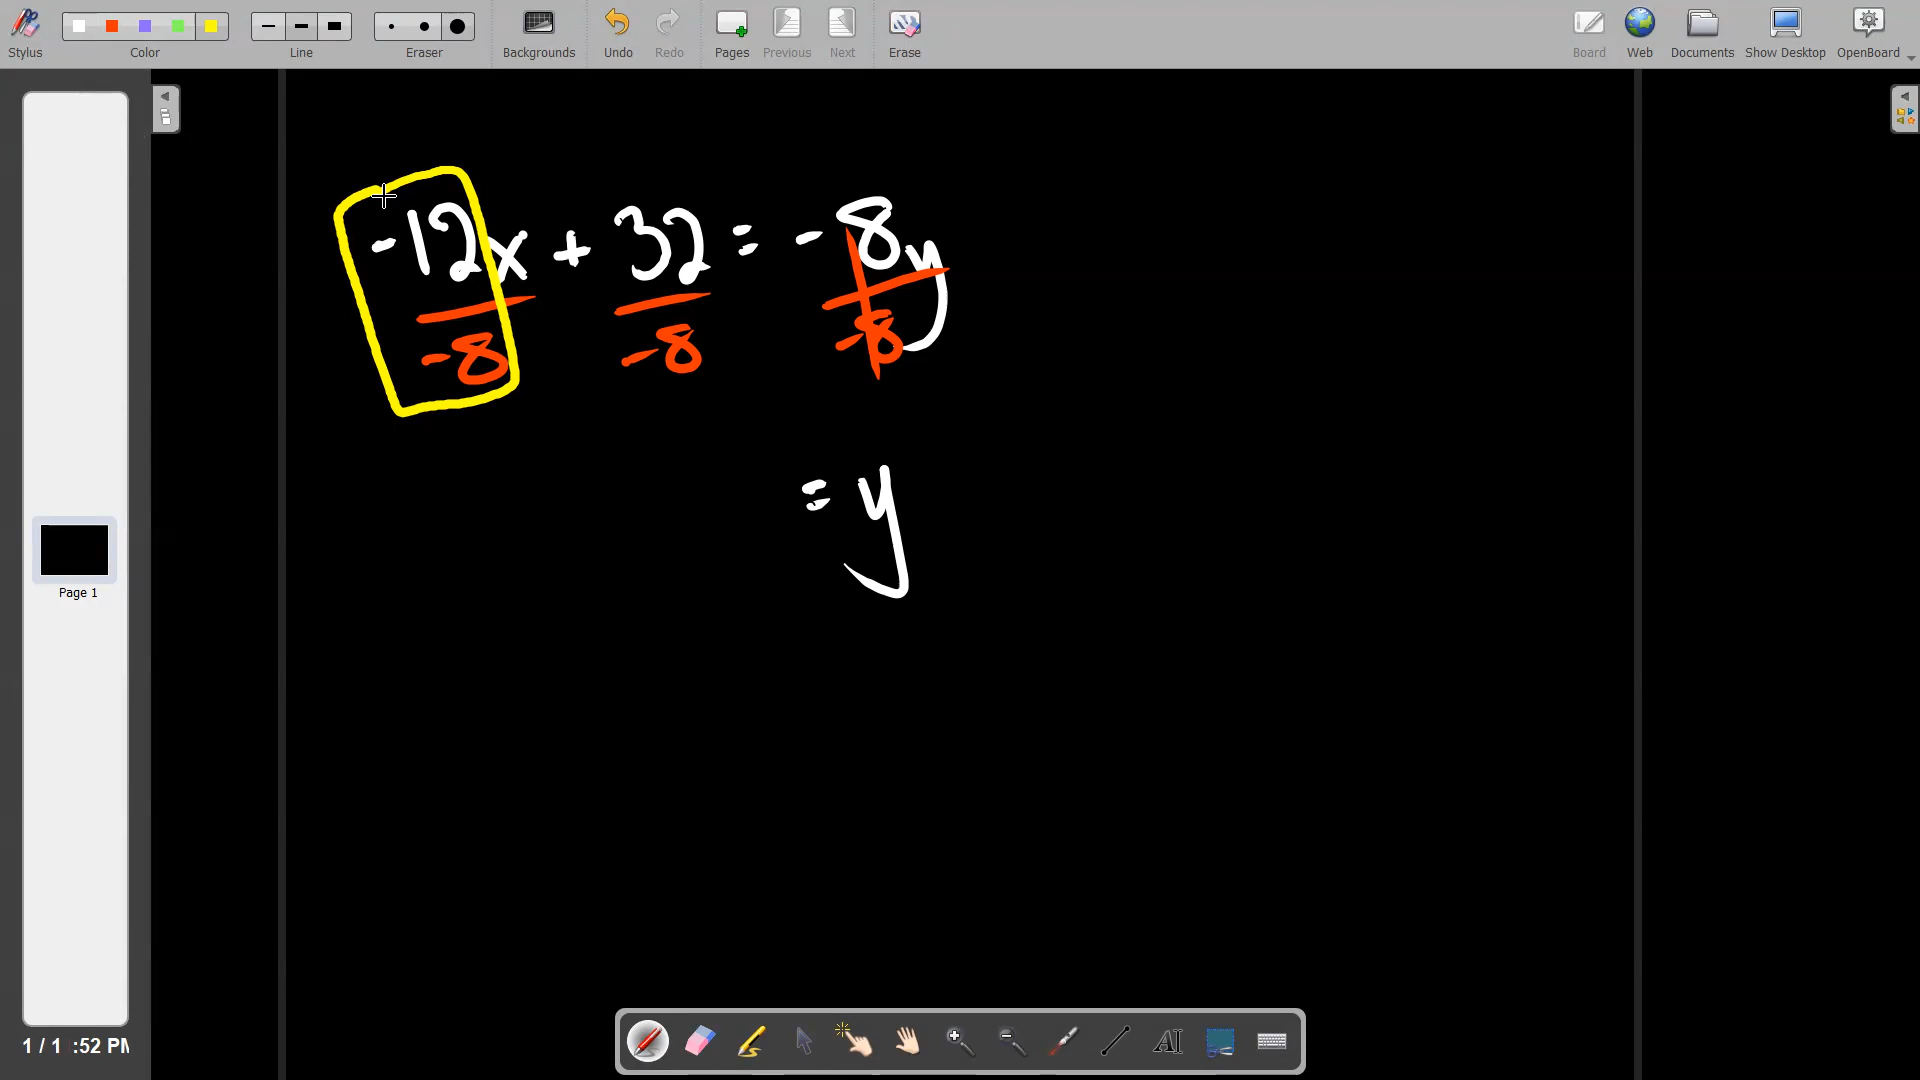 Stylus Color Line Eraser Backgrounds Undo Redo Pages Previous Next Erase Board Web Documents Show Desktop OpenBoard
-12x + 32 = -8y
-8 -8 -8
= y
Page 1
1 / 1 :52 PM
AI